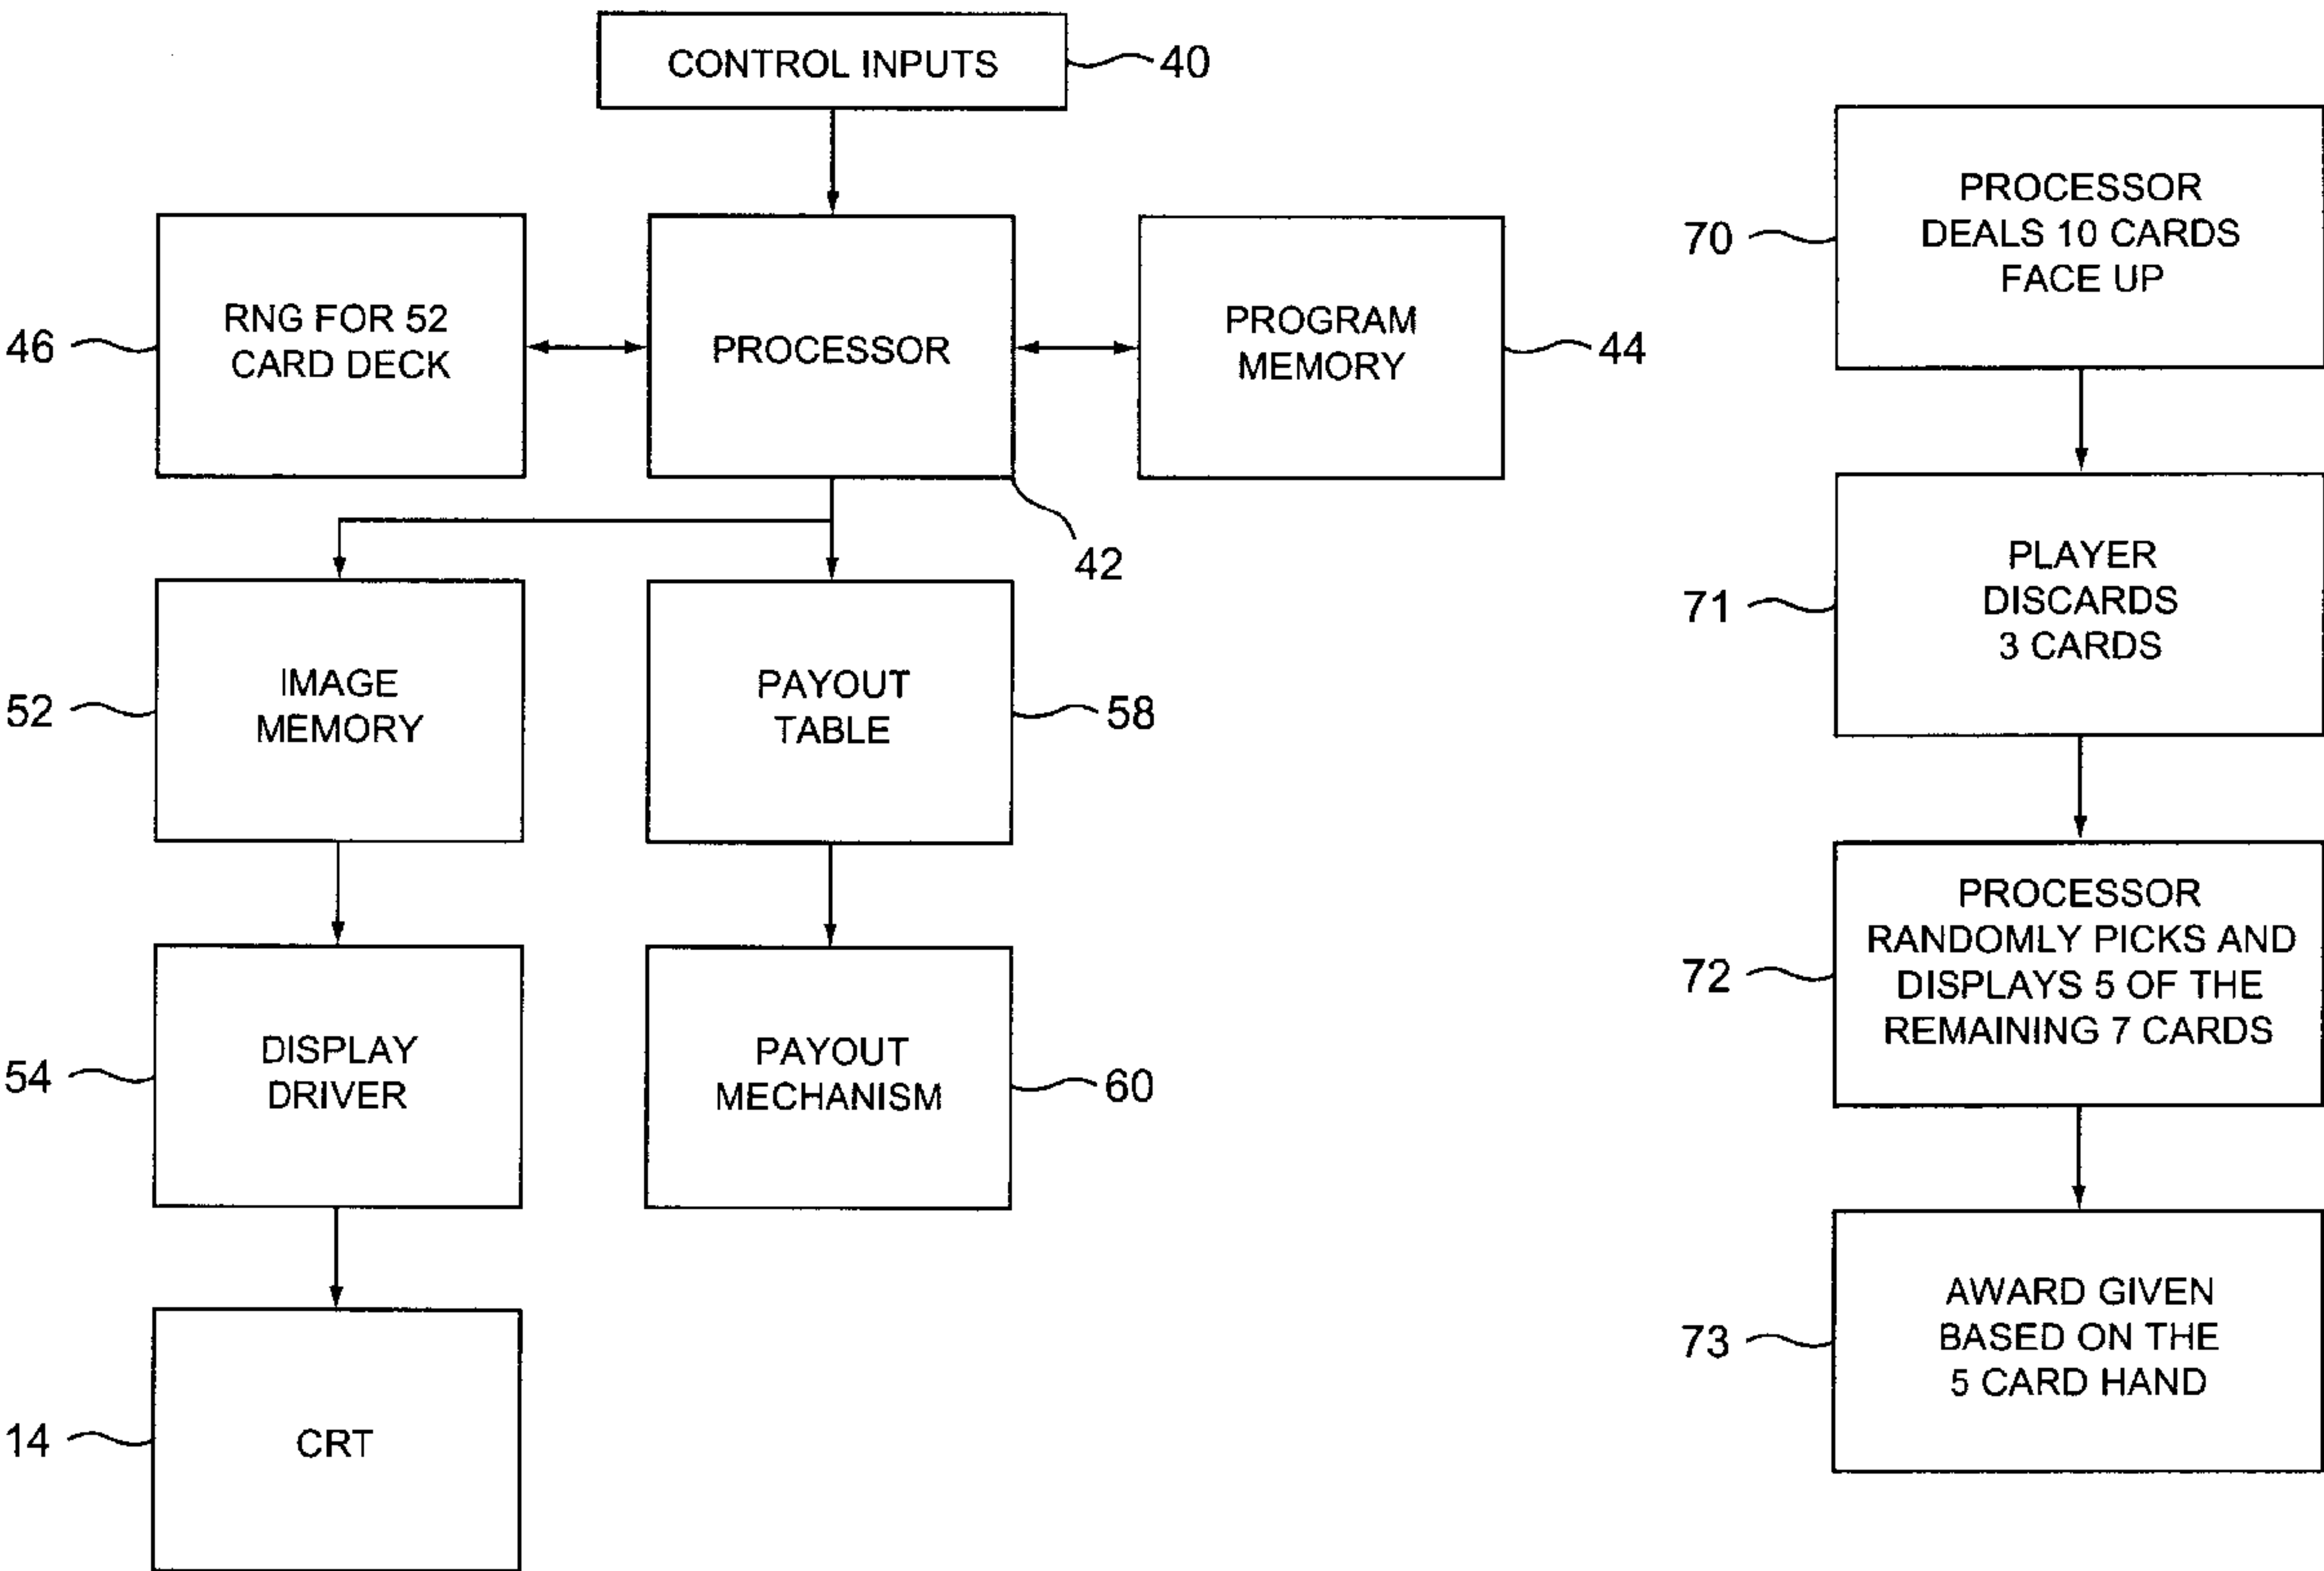 CONTROL INPUTS
40
RNG FOR 52
CARD DECK
46
PROCESSOR
42
PROGRAM
MEMORY
44
IMAGE
MEMORY
52
PAYOUT
TABLE
58
DISPLAY
DRIVER
54
PAYOUT
MECHANISM
60
CRT
14
PROCESSOR
DEALS 10 CARDS
FACE UP
70
PLAYER
DISCARDS
3 CARDS
71
PROCESSOR
RANDOMLY PICKS AND
DISPLAYS 5 OF THE
REMAINING 7 CARDS
72
AWARD GIVEN
BASED ON THE
5 CARD HAND
73